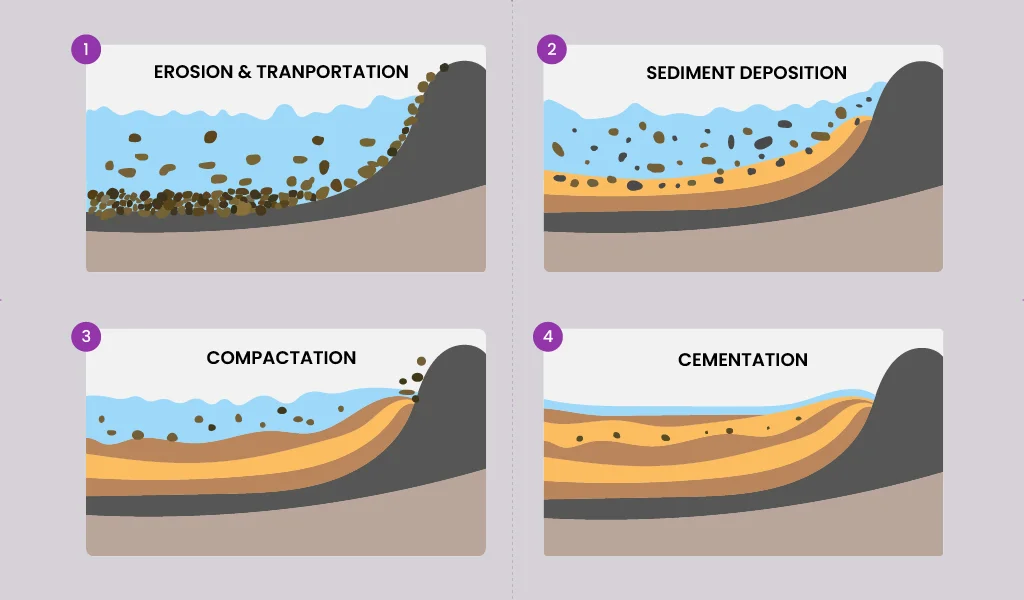 1
EROSION & TRANPORTATION
2
SEDIMENT DEPOSITION
3
COMPACTATION
4
CEMENTATION